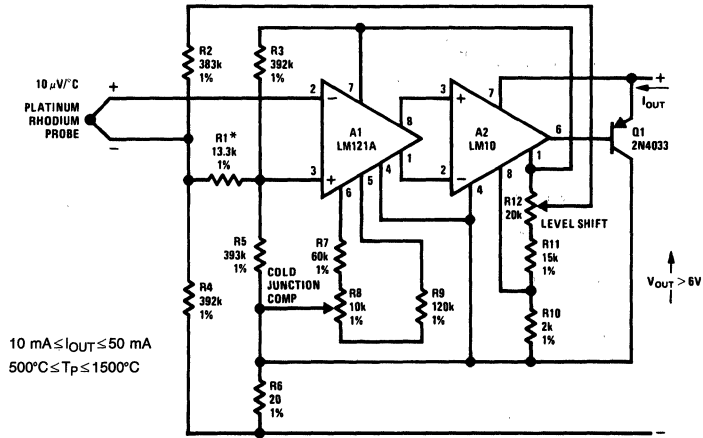 R2
383k
1%
R3
392k
1%
10 μV/°C
+
PLATINUM
RHODIUM
PROBE
−
R1*
13.3k
1%
2
−
7
A1
LM121A
8
1
3
+
6
5
4
3
+
7
A2
LM10
6
2
−
4
8
1
+
IOUT
Q1
2N4033
R12
20k
LEVEL SHIFT
R4
392k
1%
R5
393k
1%
COLD
JUNCTION
COMP
R7
60k
1%
R8
10k
1%
R9
120k
1%
R11
15k
1%
R10
2k
1%
VOUT > 6V
10 mA ≤ IOUT ≤ 50 mA
500°C ≤ TP ≤ 1500°C
R6
20
1%
−